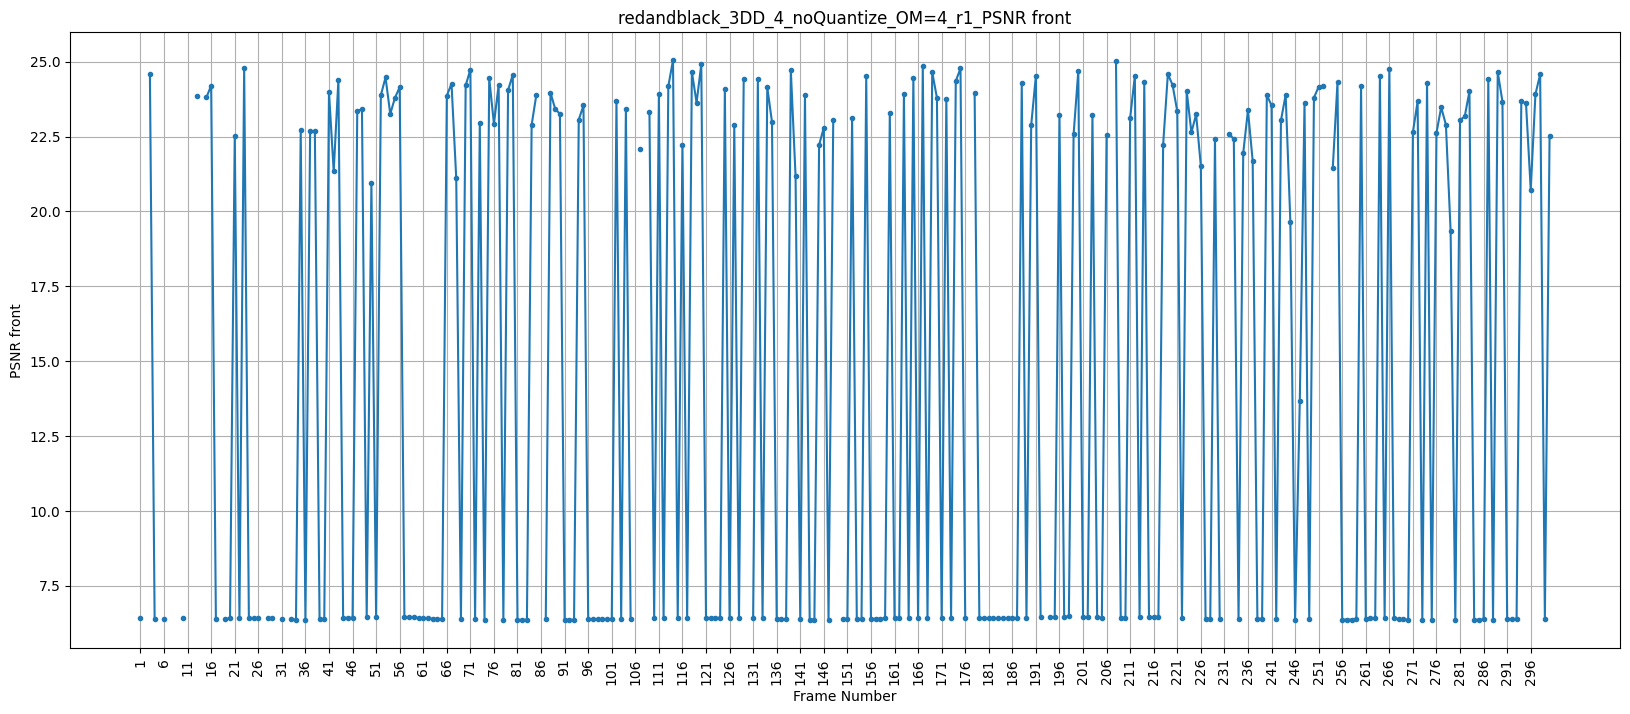 redandblack_3DD_4_noQuantize_OM=4_r1_PSNR front
PSNR front
25.0
22.5
20.0
17.5
15.0
12.5
10.0
7.5
1 6 11 16 21 26 31 36 41 46 51 56 61 66 71 76 81 86 91 96 101 106 111 116 121 126 131 136 141 146 151 156 161 166 171 176 181 186 191 196 201 206 211 216 221 226 231 236 241 246 251 256 261 266 271 276 281 286 291 296
Frame Number